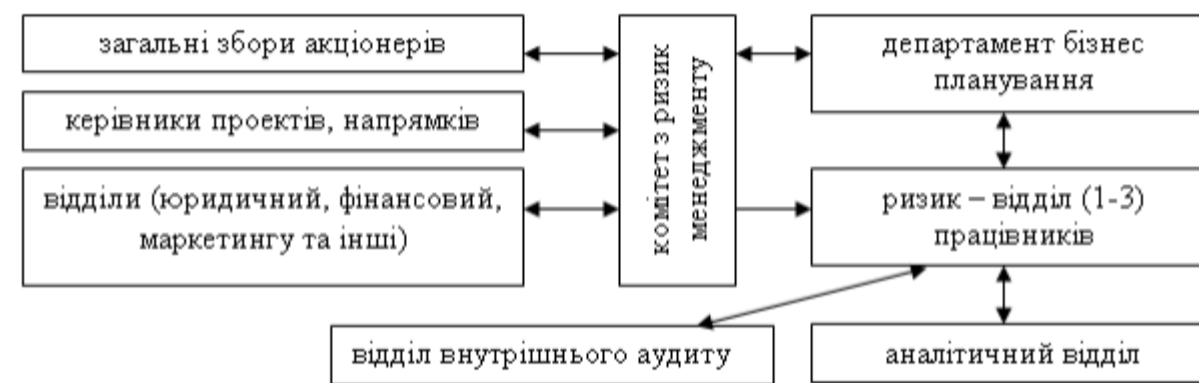 загальні збори акціонерів
керівники проектів, напрямків
відділи (юридичний, фінансовий,
маркетингу та інші)
комітет з ризик
менеджменту
департамент бізнес
планування
ризик – відділ (1-3)
працівників
відділ внутрішнього аудиту
аналітичний відділ